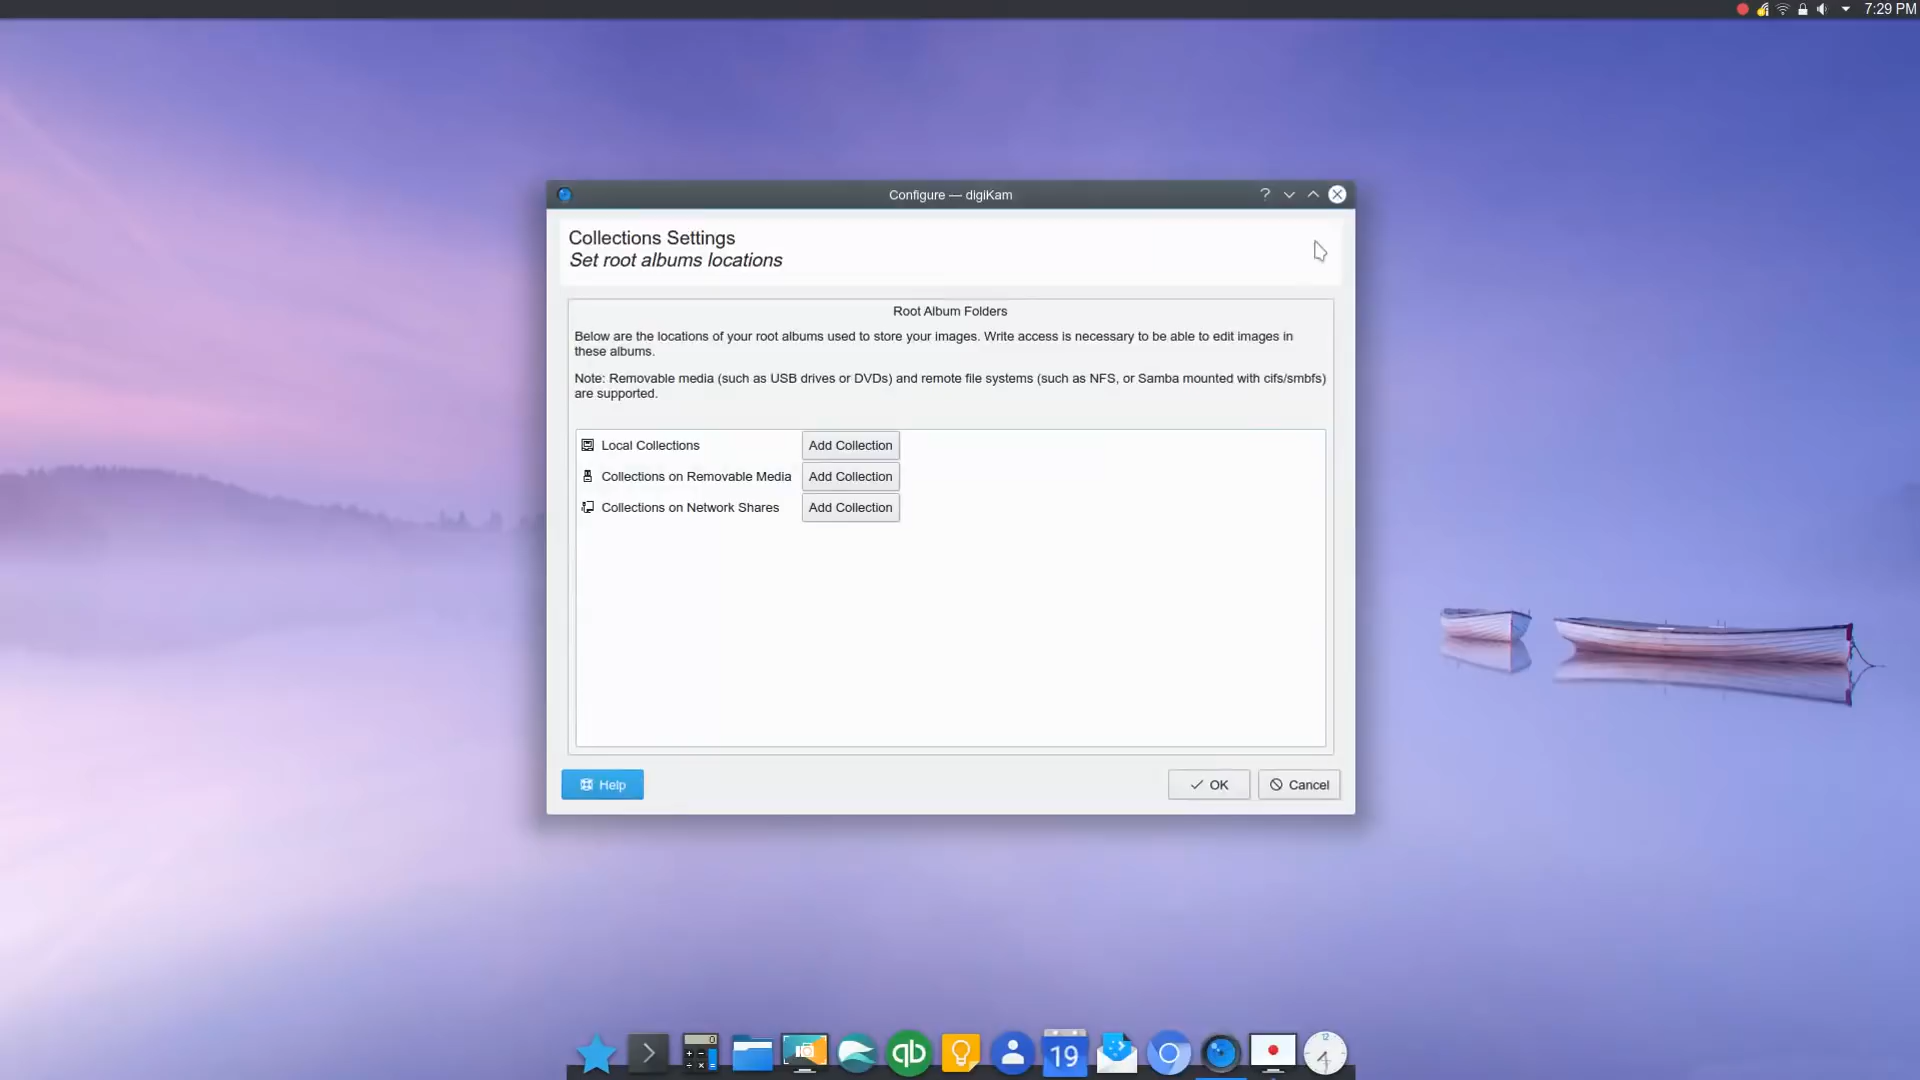 7:29 PM
Configure — digiKam
Collections Settings
Set root albums locations
Root Album Folders
Below are the locations of your root albums used to store your images. Write access is necessary to be able to edit images in
these albums.
Note: Removable media (such as USB drives or DVDs) and remote file systems (such as NFS, or Samba mounted with cifs/smbfs)
are supported.
Local Collections Add Collection
Collections on Removable Media Add Collection
Collections on Network Shares Add Collection
Help OK Cancel
0
qb
19
12